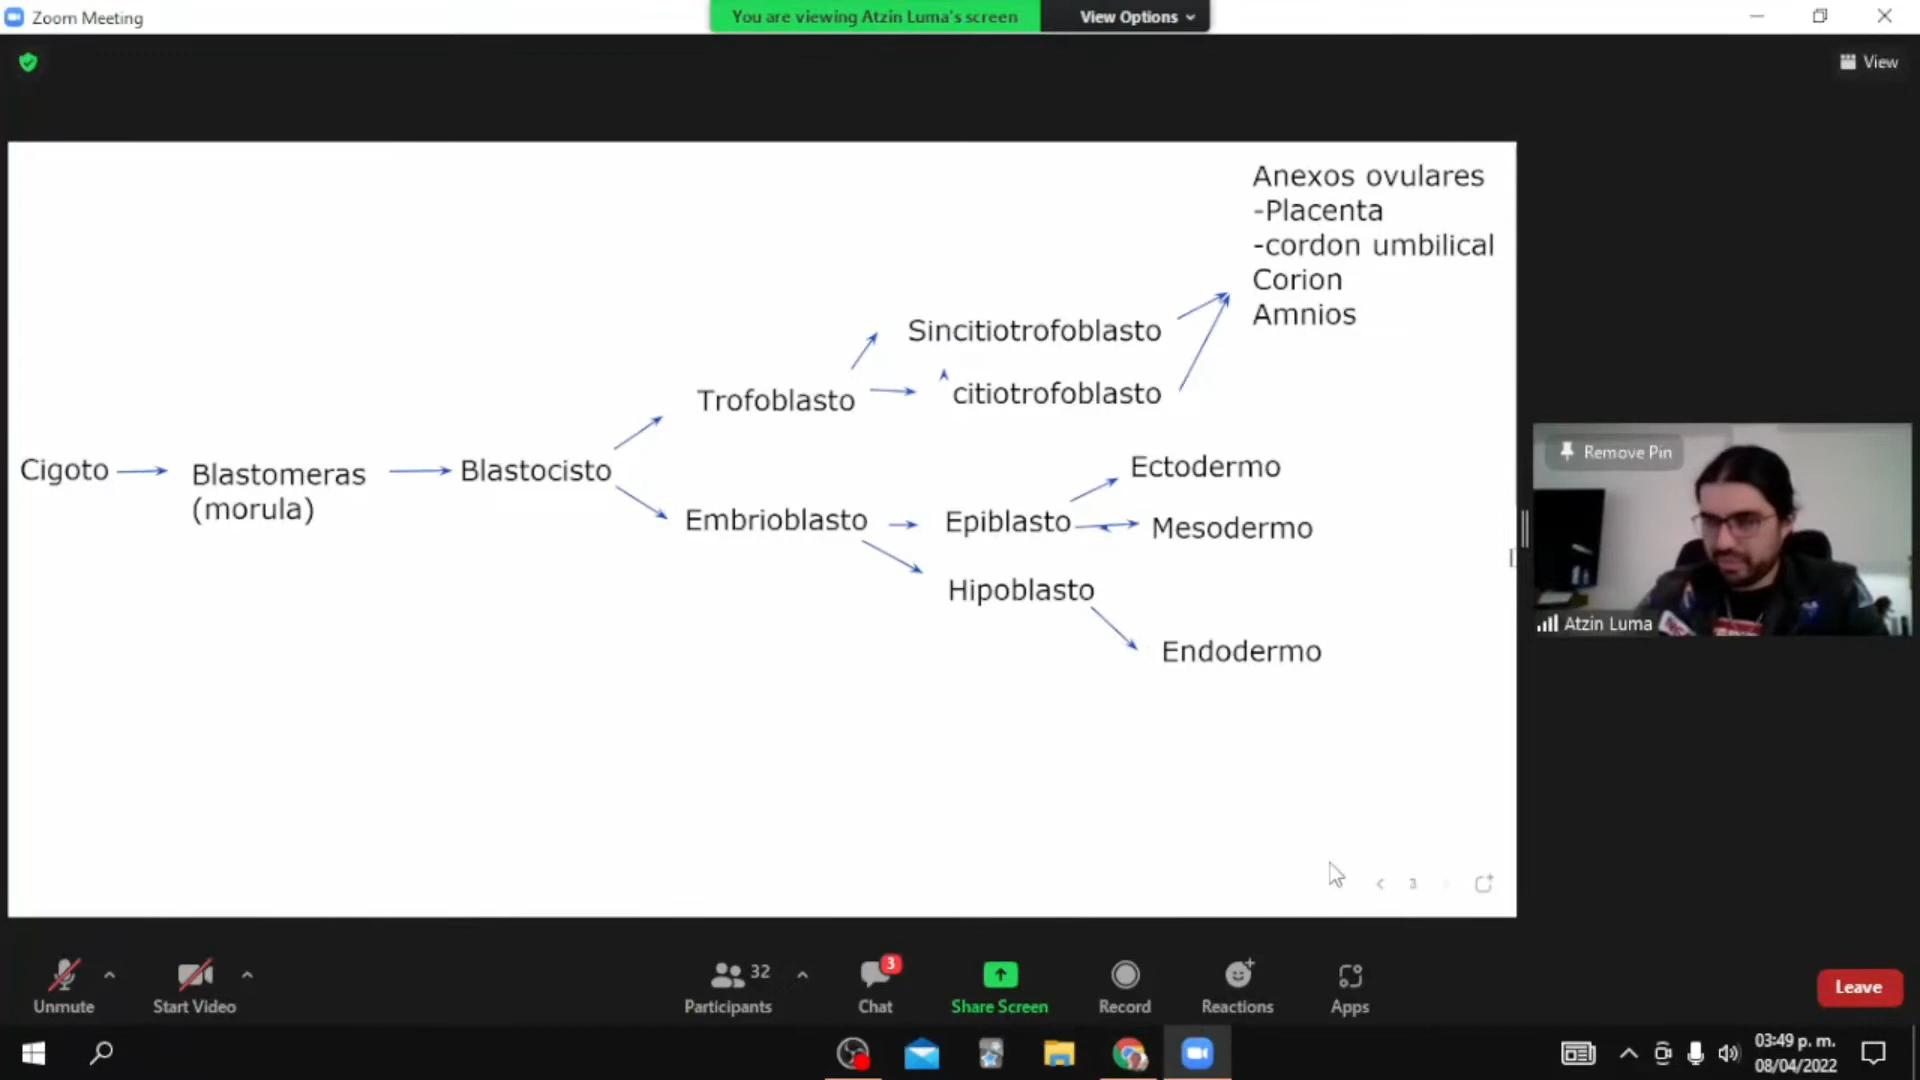 Zoom Meeting
You are viewing Atzin Luma's screen
View Options
View
Anexos ovulares
-Placenta
-cordon umbilical
Corion
Amnios
Sincitiotrofoblasto
citiotrofoblasto
Trofoblasto
Cigoto
Blastomeras
(morula)
Blastocisto
Embrioblasto
Epiblasto
Hipoblasto
Ectodermo
Mesodermo
Endodermo
Remove Pin
Atzin Luma
3
Unmute
Start Video
32
Participants
3
Chat
Share Screen
Record
Reactions
Apps
Leave
03:49 p. m.
08/04/2022